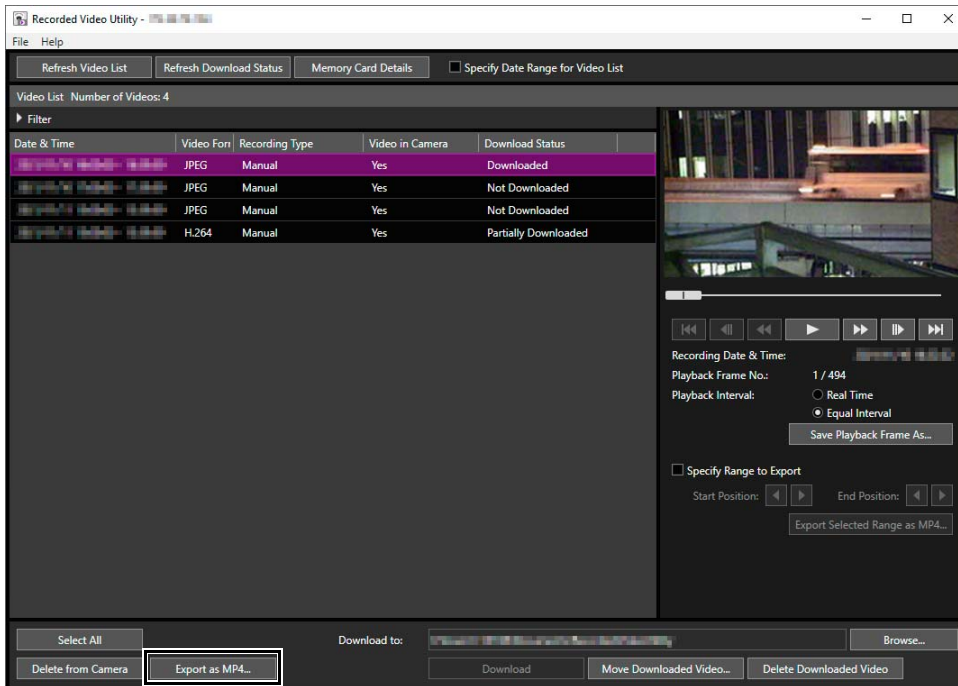 Recorded Video Utility -
File Help
Refresh Video List Refresh Download Status Memory Card Details Specify Date Range for Video List
Video List Number of Videos: 4
Filter
Date & Time Video Forr Recording Type Video in Camera Download Status
JPEG Manual Yes Downloaded
JPEG Manual Yes Not Downloaded
JPEG Manual Yes Not Downloaded
H.264 Manual Yes Partially Downloaded
Recording Date & Time:
Playback Frame No.: 1 / 494
Playback Interval: Real Time
Equal Interval
Save Playback Frame As...
Specify Range to Export
Start Position: End Position:
Export Selected Range as MP4...
Select All Download to: Browse...
Delete from Camera Export as MP4... Download Move Downloaded Video... Delete Downloaded Video